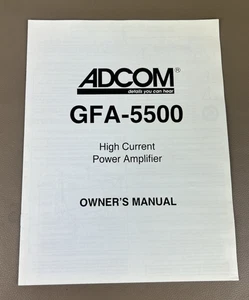 ADCOM®
details you can hear
GFA-5500
High Current
Power Amplifier
OWNER'S MANUAL